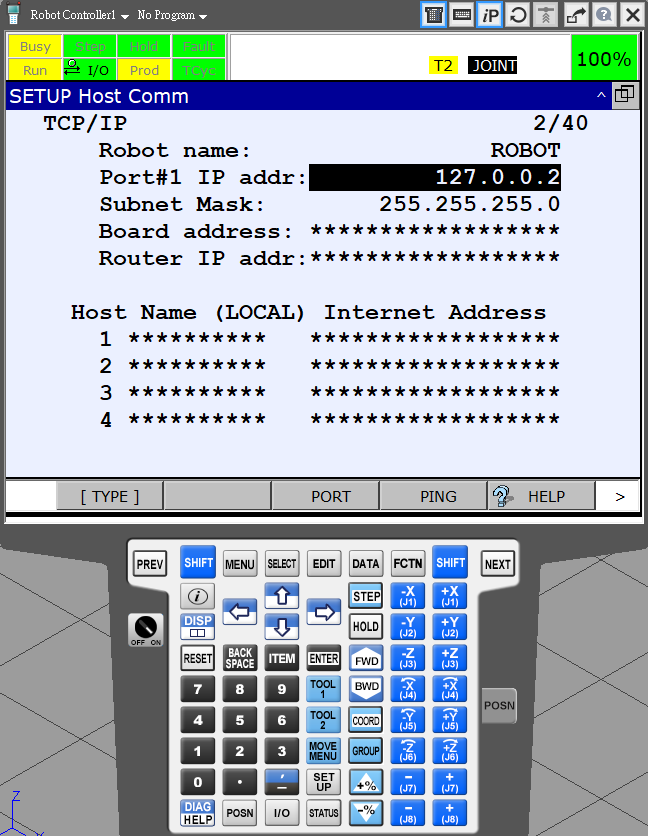 Robot Controller1 No Program
iP
Busy Step Hold Fault
Run I/O Prod TCyc
T2 JOINT 100%
SETUP Host Comm ^
TCP/IP 2/40
Robot name: ROBOT
Port#1 IP addr: 127.0.0.2
Subnet Mask: 255.255.255.0
Board address: ******************
Router IP addr:******************
Host Name (LOCAL) Internet Address
1 ********** ******************
2 ********** ******************
3 ********** ******************
4 ********** ******************
[ TYPE ] PORT PING HELP >
PREV SHIFT MENU SELECT EDIT DATA FCTN SHIFT NEXT
i STEP -X (J1) +X (J1)
OFF ON DISP HOLD -Y (J2) +Y (J2)
RESET BACK SPACE ITEM ENTER FWD -Z (J3) +Z (J3)
7 8 9 TOOL 1 BWD -X (J4) +X (J4)
4 5 6 TOOL 2 COORD -Y (J5) +Y (J5) POSN
1 2 3 MOVE MENU GROUP -Z (J6) +Z (J6)
0 . - , SET UP +% - (J7) + (J7)
DIAG HELP POSN I/O STATUS -% - (J8) + (J8)
Z